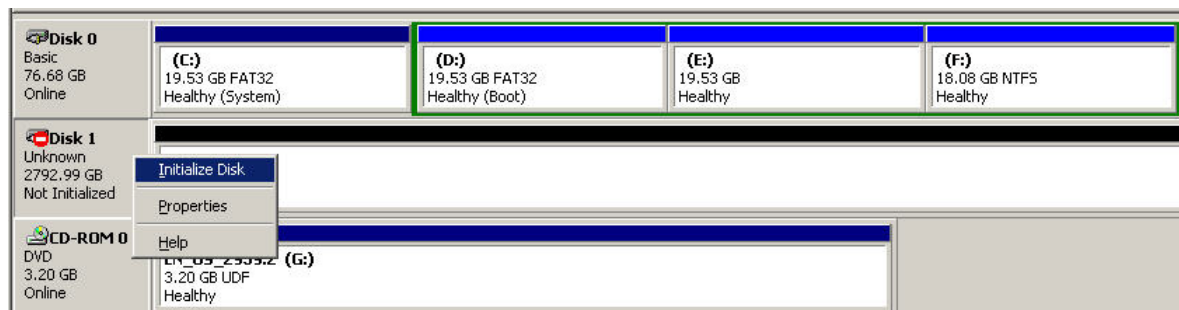 Disk 0
Basic
76.68 GB
Online
(C:)
19.53 GB FAT32
Healthy (System)
(D:)
19.53 GB FAT32
Healthy (Boot)
(E:)
19.53 GB
Healthy
(F:)
18.08 GB NTFS
Healthy
Disk 1
Unknown
2792.99 GB
Not Initialized
Initialize Disk
Properties
Help
CD-ROM 0
DVD
3.20 GB
Online
(G:)
3.20 GB UDF
Healthy